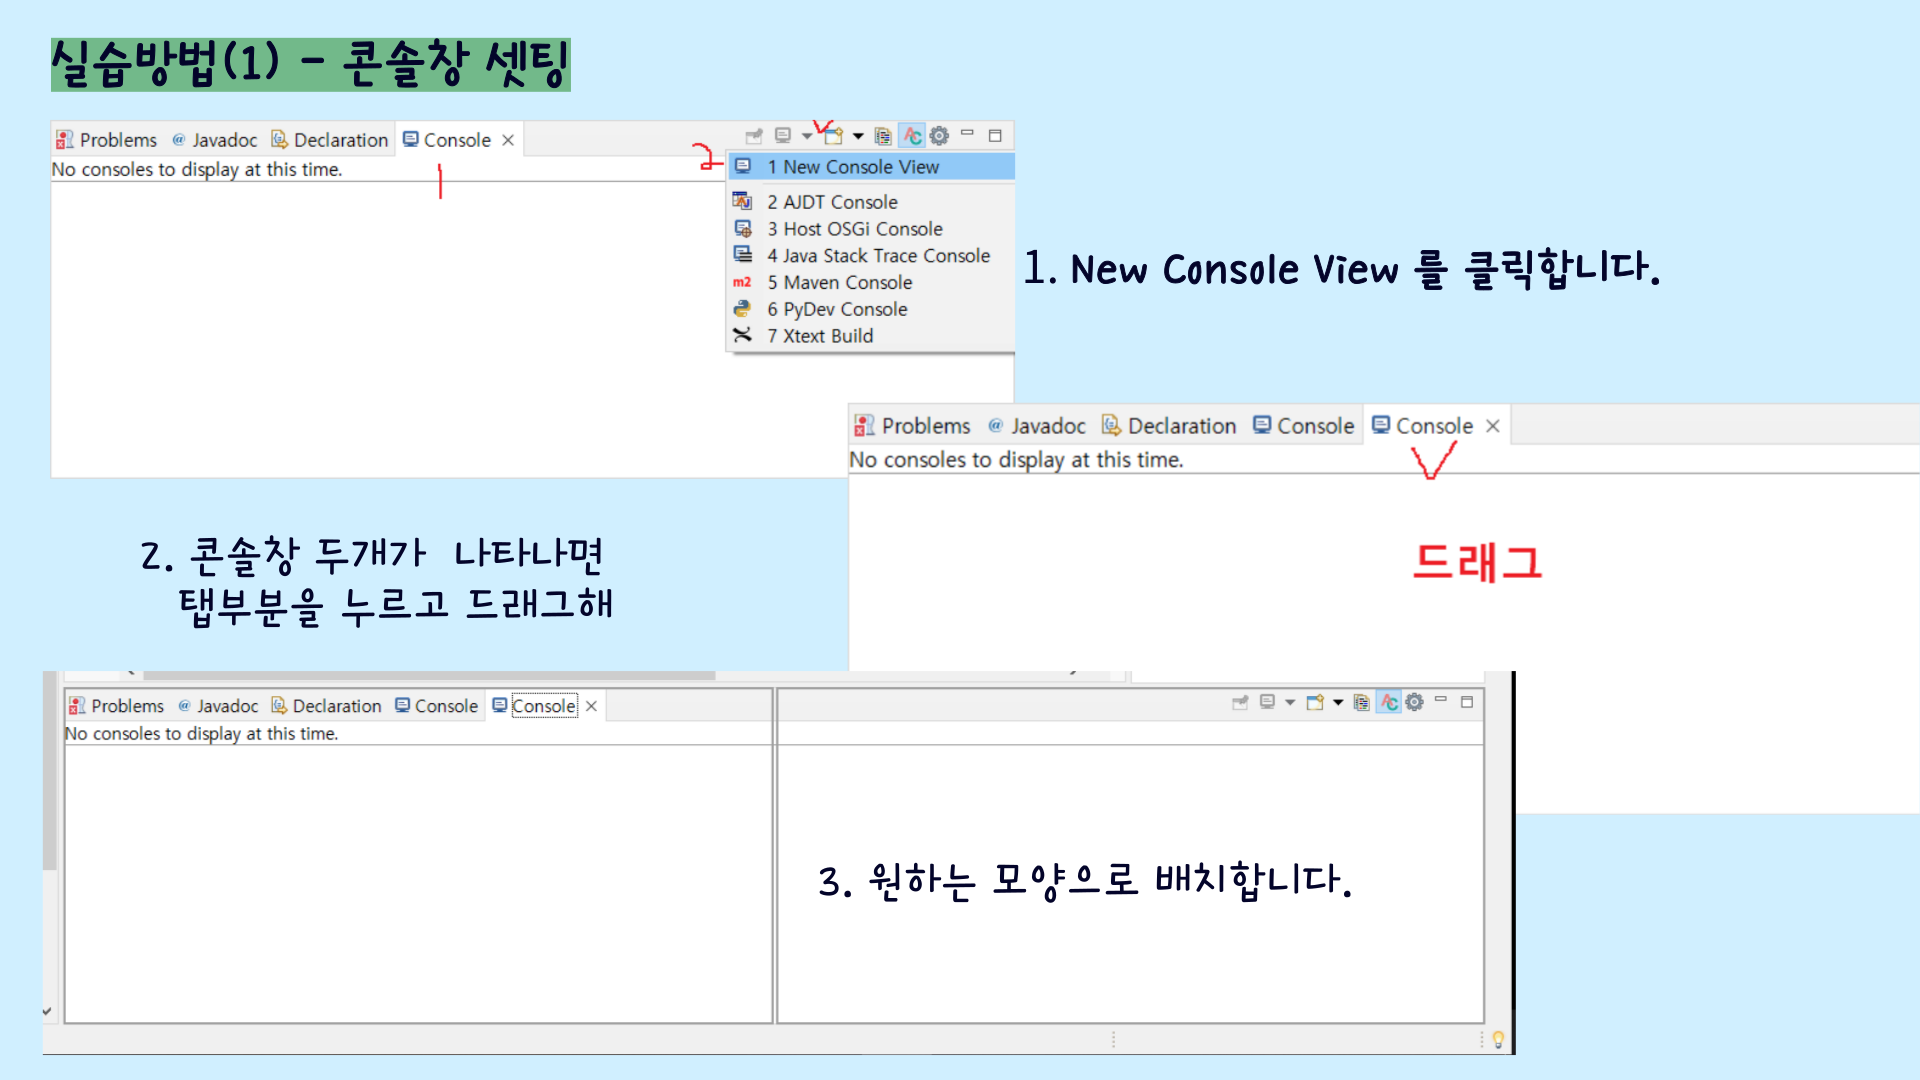 실습방법(1) - 콘솔창 셋팅
Problems @ Javadoc Declaration Console
No consoles to display at this time.
1
2
1 New Console View
2 AJDT Console
3 Host OSGi Console
4 Java Stack Trace Console
m2 5 Maven Console
6 PyDev Console
7 Xtext Build
1. New Console View 를 클릭합니다.
Problems @ Javadoc Declaration Console Console
No consoles to display at this time.
드래그
2. 콘솔창 두개가 나타나면
탭부분을 누르고 드래그해
Problems @ Javadoc Declaration Console Console
No consoles to display at this time.
3. 원하는 모양으로 배치합니다.